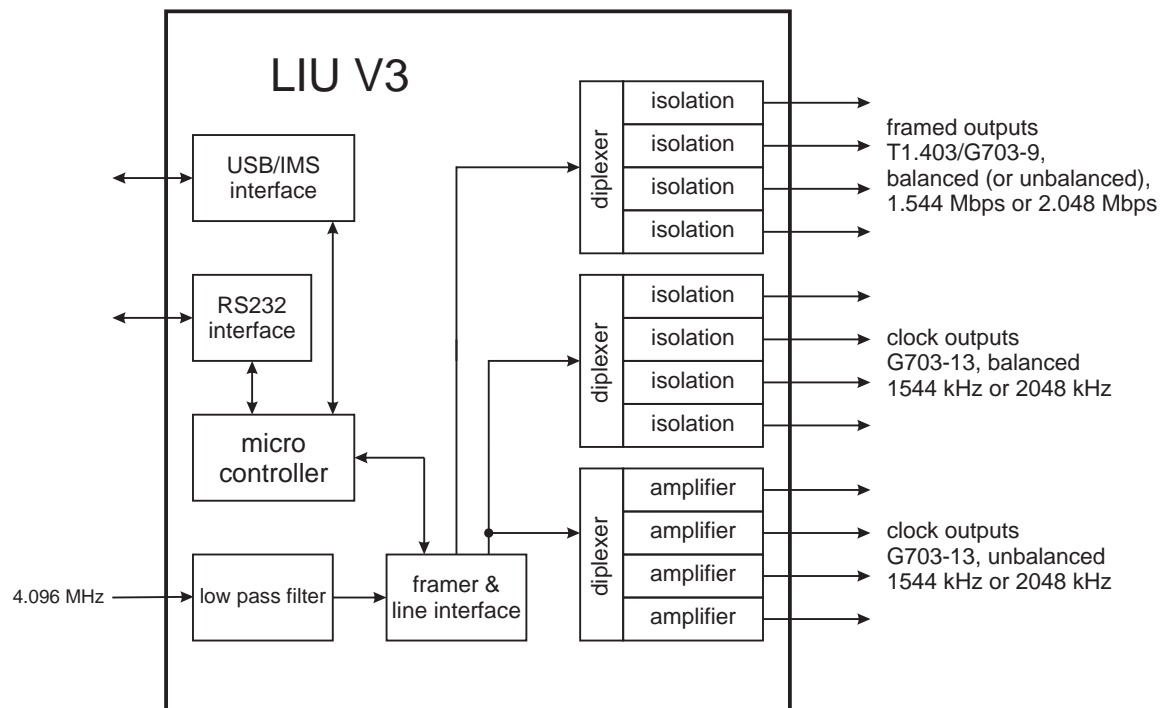 LIU V3
USB/IMS
interface
RS232
interface
micro
controller
4.096 MHz
low pass filter
framer &
line interface
diplexer
isolation
isolation
isolation
isolation
framed outputs
T1.403/G703-9,
balanced (or unbalanced),
1.544 Mbps or 2.048 Mbps
diplexer
isolation
isolation
isolation
isolation
clock outputs
G703-13, balanced
1544 kHz or 2048 kHz
diplexer
amplifier
amplifier
amplifier
amplifier
clock outputs
G703-13, unbalanced
1544 kHz or 2048 kHz